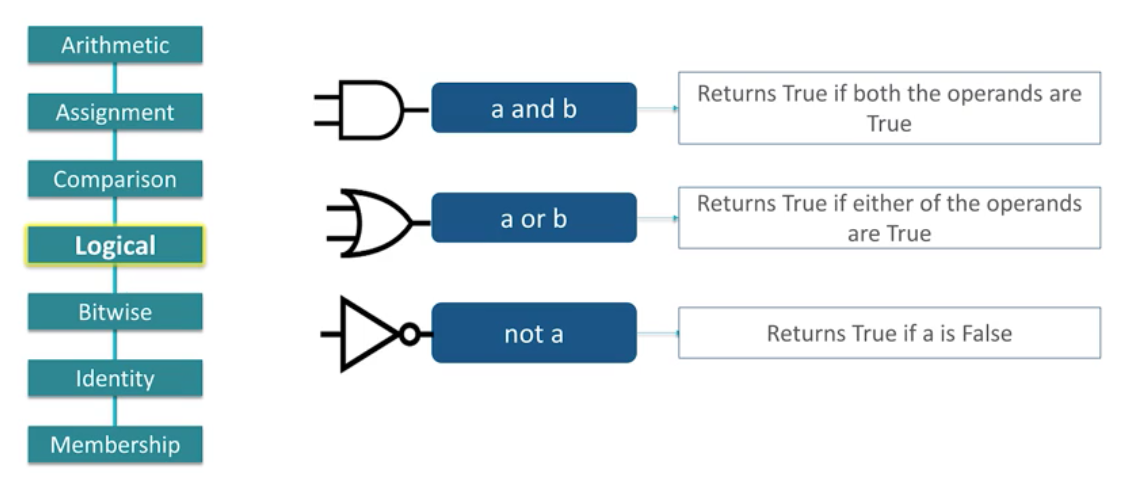 Arithmetic
Assignment
Comparison
Logical
Bitwise
Identity
Membership
a and b
Returns True if both the operands are
True
a or b
Returns True if either of the operands
are True
not a
Returns True if a is False